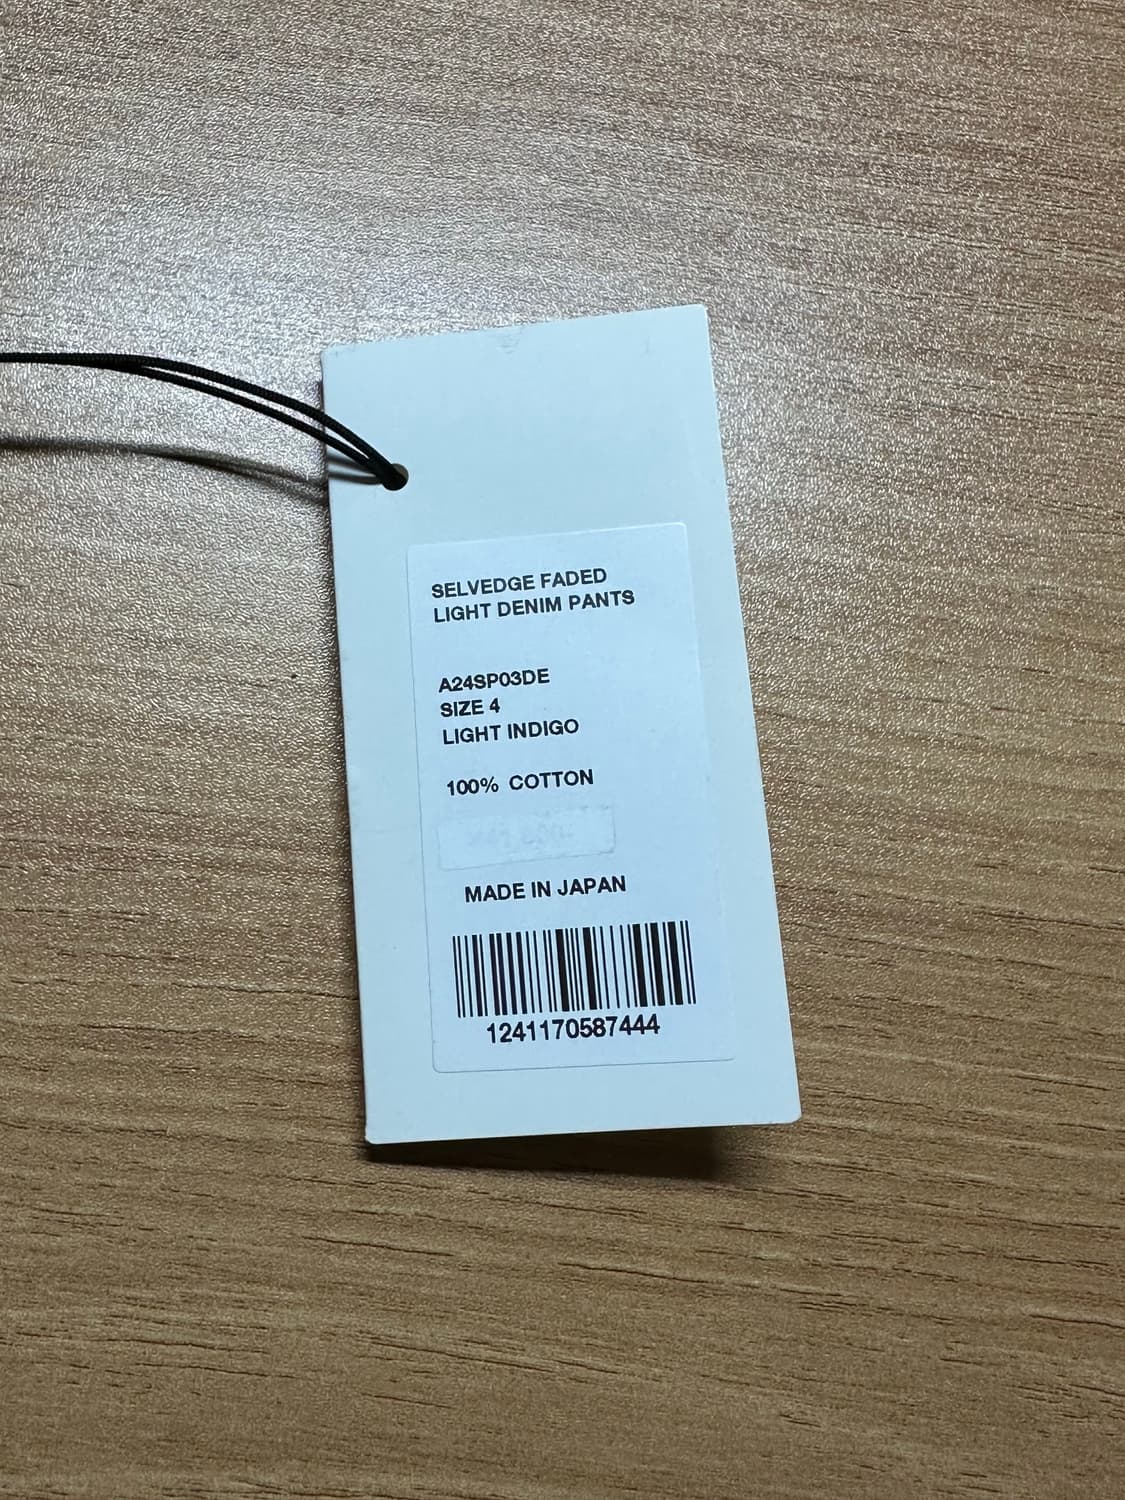 SELVEDGE FADED
LIGHT DENIM PANTS
A24SP03DE
SIZE 4
LIGHT INDIGO
100% COTTON
MADE IN JAPAN
1241170587444